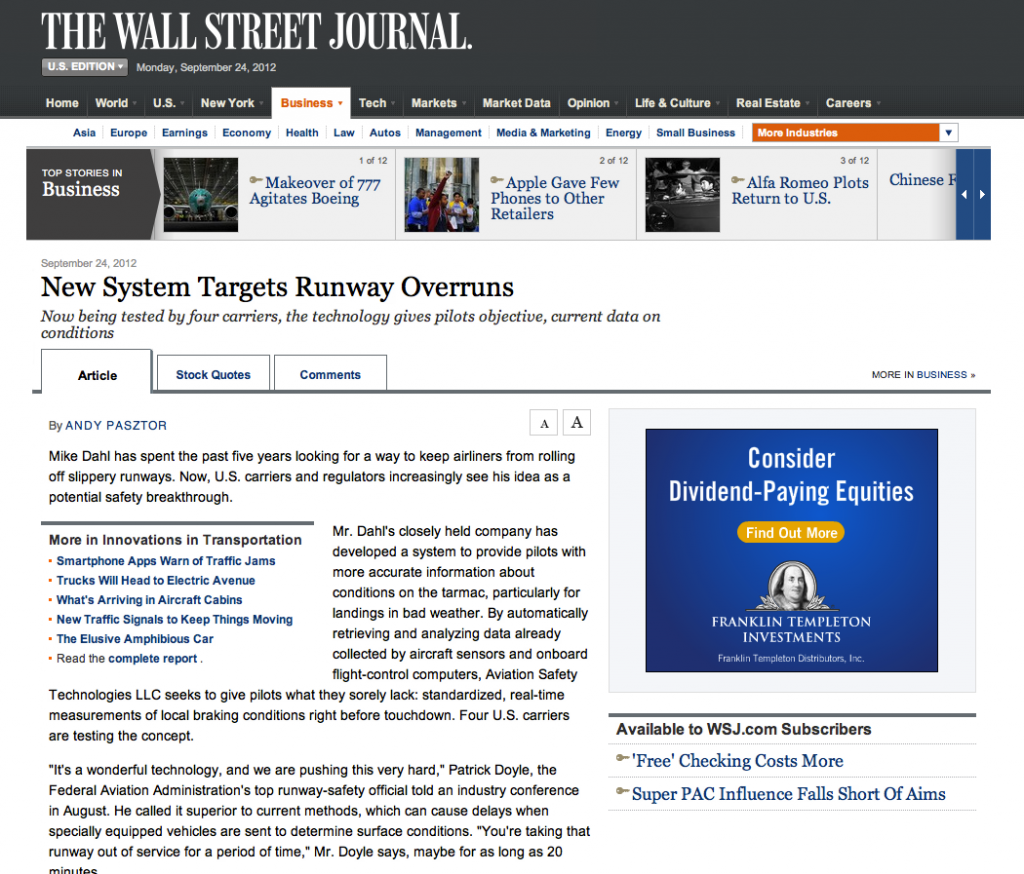 THE WALL STREET JOURNAL.
U.S. EDITION
Monday, September 24, 2012
Home World U.S. New York Business Tech Markets Market Data Opinion Life & Culture Real Estate Careers
Asia Europe Earnings Economy Health Law Autos Management Media & Marketing Energy Small Business More Industries
TOP STORIES IN
Business
1 of 12
Makeover of 777
Agitates Boeing
2 of 12
Apple Gave Few
Phones to Other
Retailers
3 of 12
Alfa Romeo Plots
Return to U.S.
Chinese F
September 24, 2012
New System Targets Runway Overruns
Now being tested by four carriers, the technology gives pilots objective, current data on
conditions
Article Stock Quotes Comments
MORE IN BUSINESS »
By ANDY PASZTOR
A A
Mike Dahl has spent the past five years looking for a way to keep airliners from rolling
off slippery runways. Now, U.S. carriers and regulators increasingly see his idea as a
potential safety breakthrough.
More in Innovations in Transportation
Smartphone Apps Warn of Traffic Jams
Trucks Will Head to Electric Avenue
What's Arriving in Aircraft Cabins
New Traffic Signals to Keep Things Moving
The Elusive Amphibious Car
Read the complete report .
Mr. Dahl's closely held company has
developed a system to provide pilots with
more accurate information about
conditions on the tarmac, particularly for
landings in bad weather. By automatically
retrieving and analyzing data already
collected by aircraft sensors and onboard
flight-control computers, Aviation Safety
Technologies LLC seeks to give pilots what they sorely lack: standardized, real-time
measurements of local braking conditions right before touchdown. Four U.S. carriers
are testing the concept.
"It's a wonderful technology, and we are pushing this very hard," Patrick Doyle, the
Federal Aviation Administration's top runway-safety official told an industry conference
in August. He called it superior to current methods, which can cause delays when
specially equipped vehicles are sent to determine surface conditions. "You're taking that
runway out of service for a period of time," Mr. Doyle says, maybe for as long as 20
minutes.
Consider
Dividend-Paying Equities
Find Out More
FRANKLIN TEMPLETON
INVESTMENTS
Franklin Templeton Distributors, Inc.
Available to WSJ.com Subscribers
'Free' Checking Costs More
Super PAC Influence Falls Short Of Aims